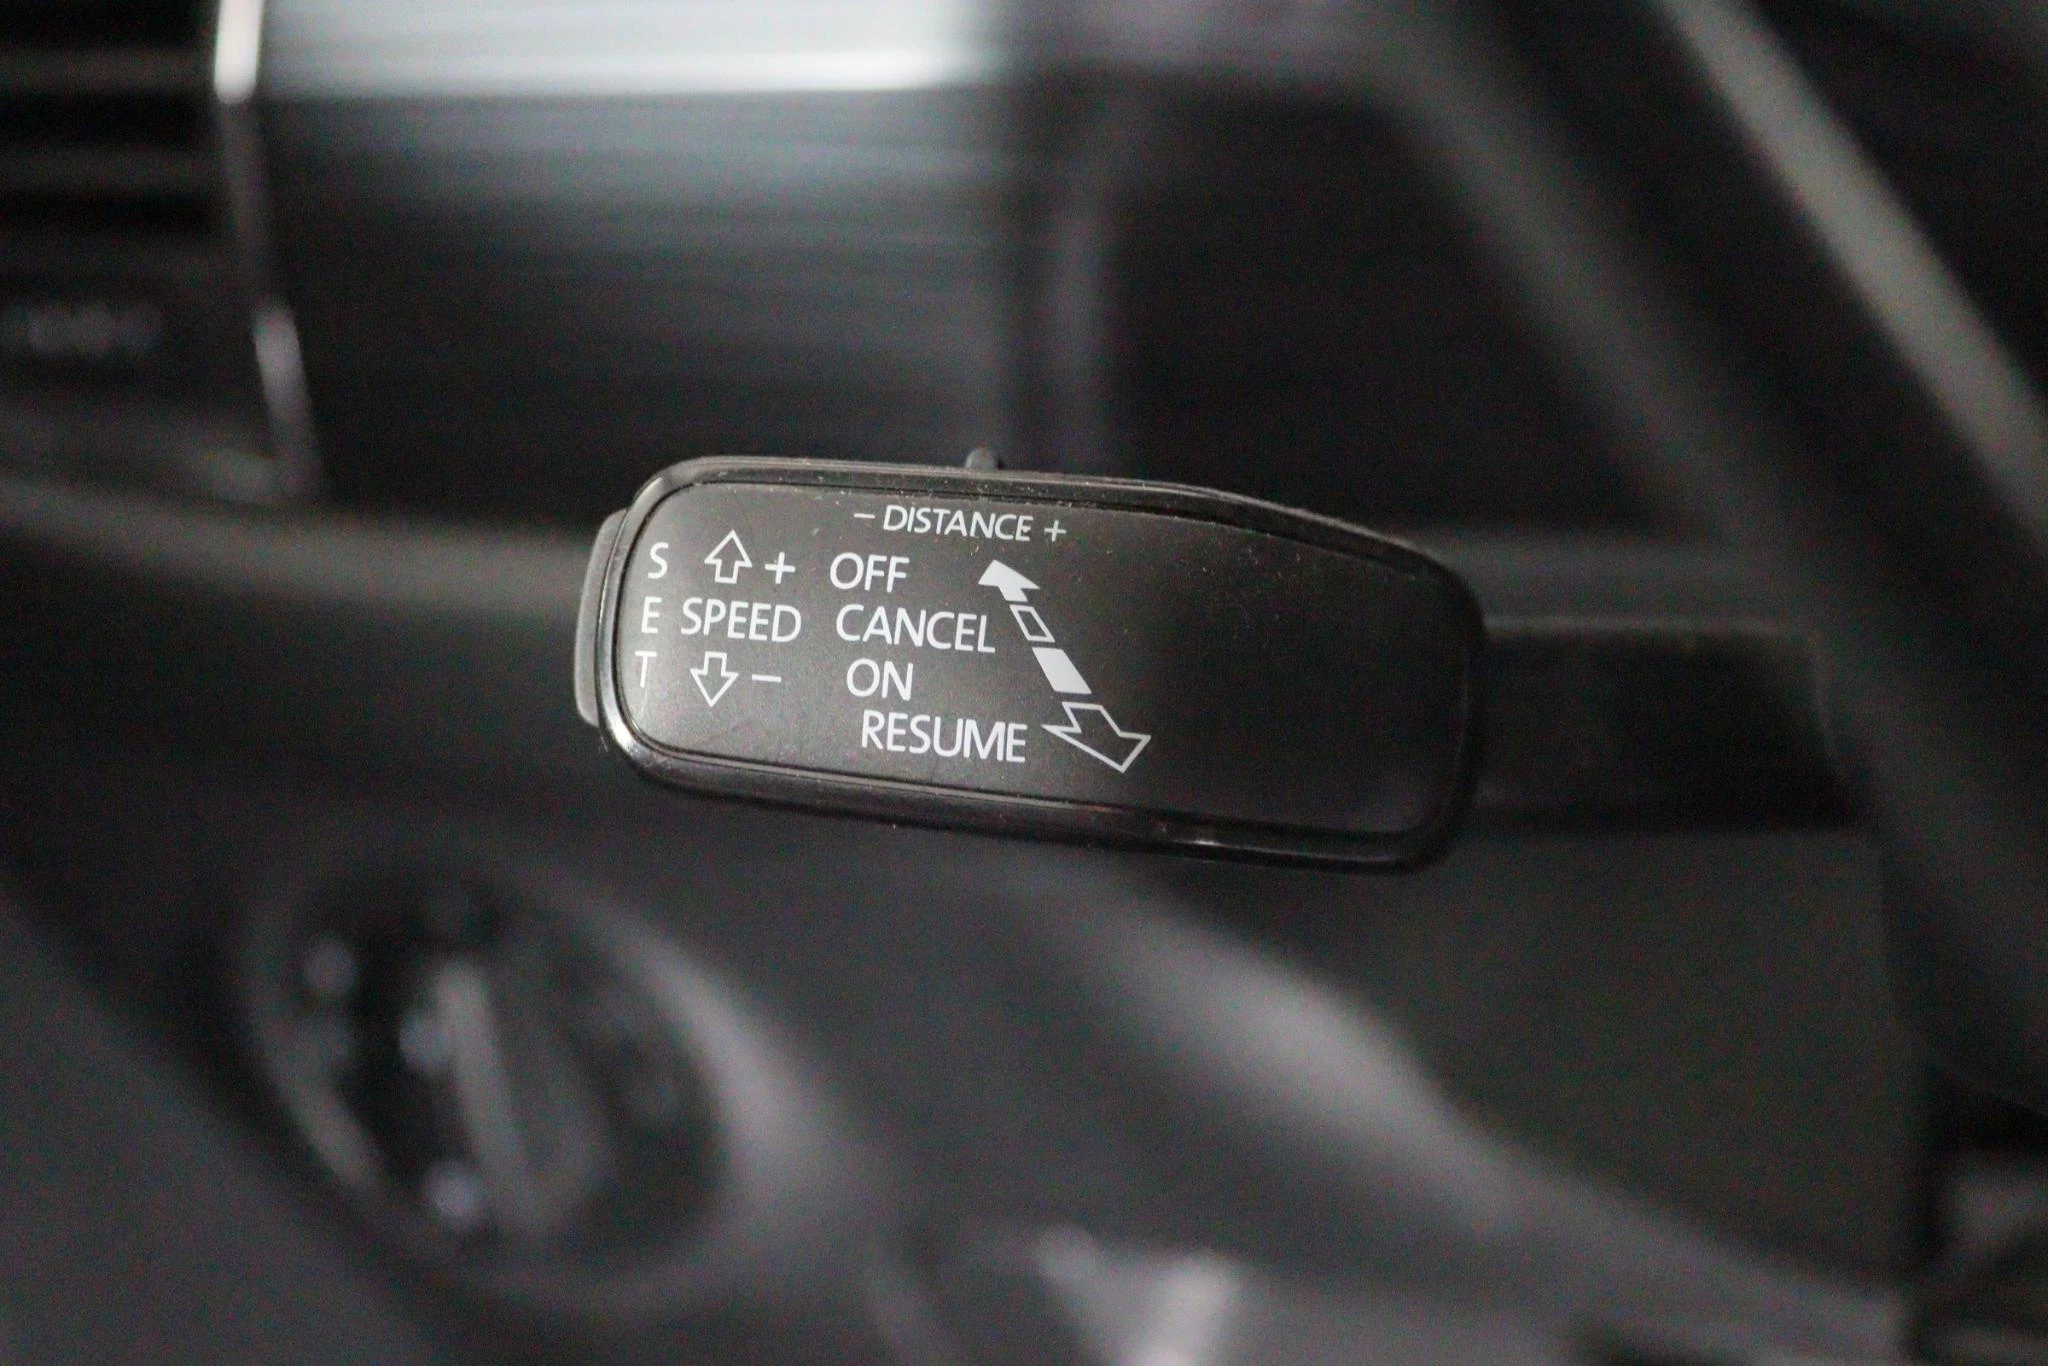 - DISTANCE +
S + OFF
E SPEED CANCEL
T - ON
RESUME